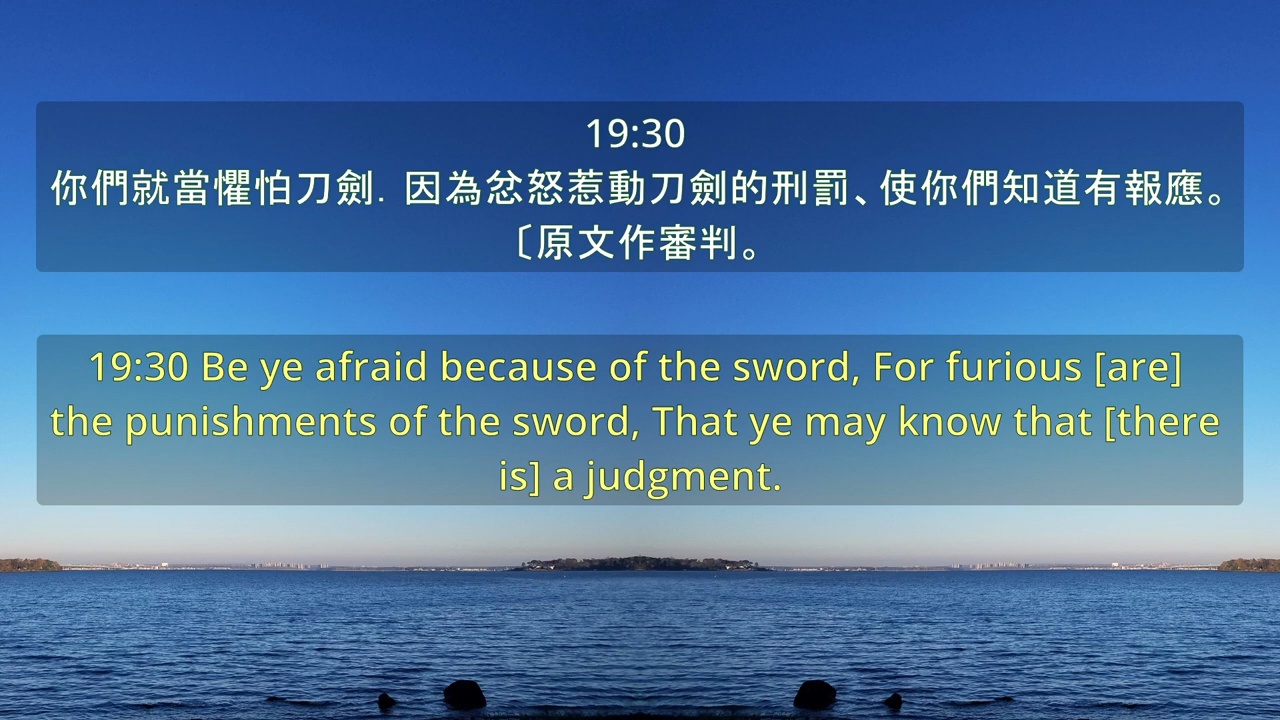 19:30
你們就當懼怕刀劍．因為忿怒惹動刀劍的刑罰、使你們知道有報應。
〔原文作審判。
19:30 Be ye afraid because of the sword, For furious [are]
the punishments of the sword, That ye may know that [there
is] a judgment.